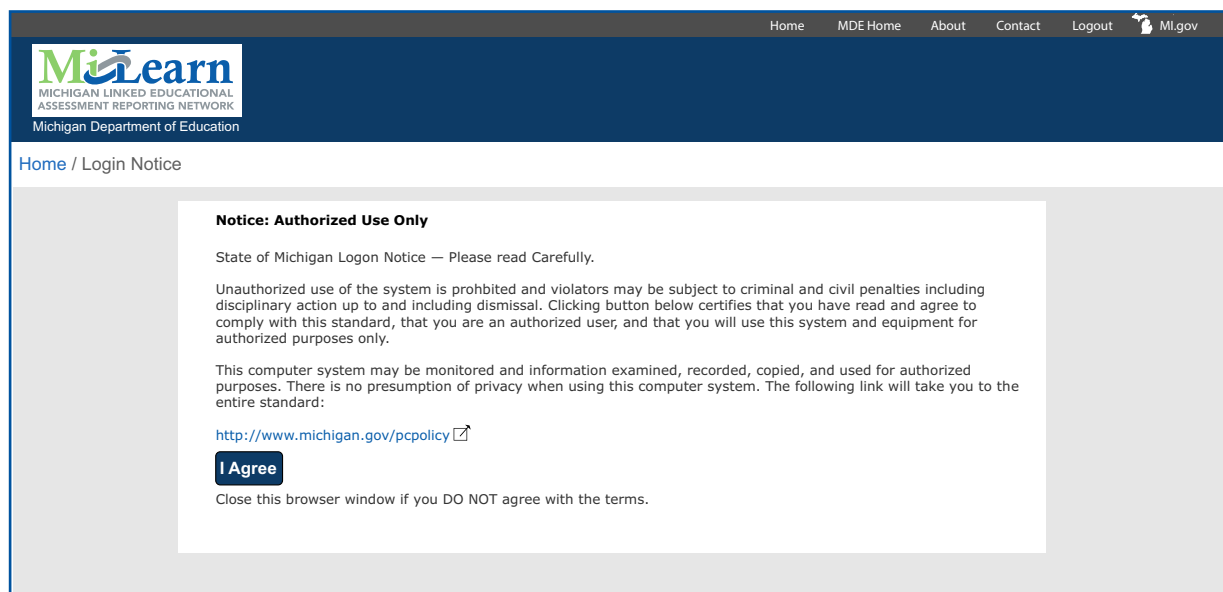 Home MDE Home About Contact Logout MI.gov
MiLearn
MICHIGAN LINKED EDUCATIONAL
ASSESSMENT REPORTING NETWORK
Michigan Department of Education
Home / Login Notice
Notice: Authorized Use Only
State of Michigan Logon Notice — Please read Carefully.
Unauthorized use of the system is prohbited and violators may be subject to criminal and civil penalties including
disciplinary action up to and including dismissal. Clicking button below certifies that you have read and agree to
comply with this standard, that you are an authorized user, and that you will use this system and equipment for
authorized purposes only.
This computer system may be monitored and information examined, recorded, copied, and used for authorized
purposes. There is no presumption of privacy when using this computer system. The following link will take you to the
entire standard:
http://www.michigan.gov/pcpolicy
I Agree
Close this browser window if you DO NOT agree with the terms.